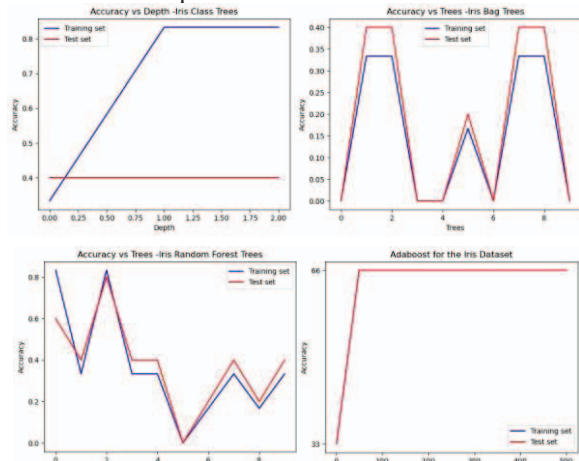 Accuracy vs Depth -Iris Class Trees
Training set
Test set
0.8
0.7
0.6
0.5
0.4
Accuracy
0.00 0.25 0.50 0.75 1.00 1.25 1.50 1.75 2.00
Depth
Accuracy vs Trees -Iris Bag Trees
Training set
Test set
0.40
0.35
0.30
0.25
0.20
0.15
0.10
0.05
0.00
Accuracy
0 2 4 6 8
Trees
Accuracy vs Trees -Iris Random Forest Trees
Training set
Test set
0.8
0.6
0.4
0.2
0.0
Accuracy
Adaboost for the Iris Dataset
66
33
Accuracy
Training set
Test set
0 100 200 300 400 500